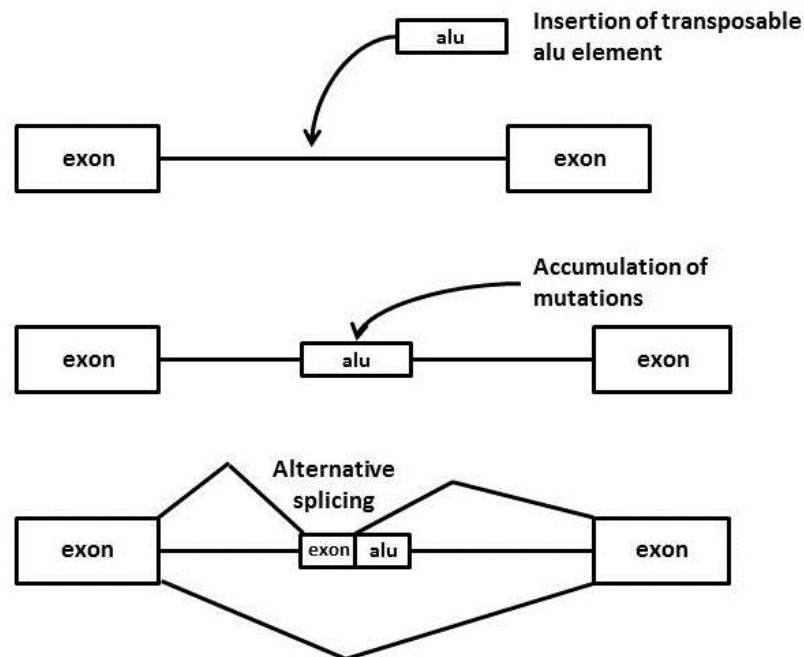 alu
Insertion of transposable
alu element
exon
exon
Accumulation of
mutations
exon
alu
exon
Alternative
splicing
exon
exon
alu
exon